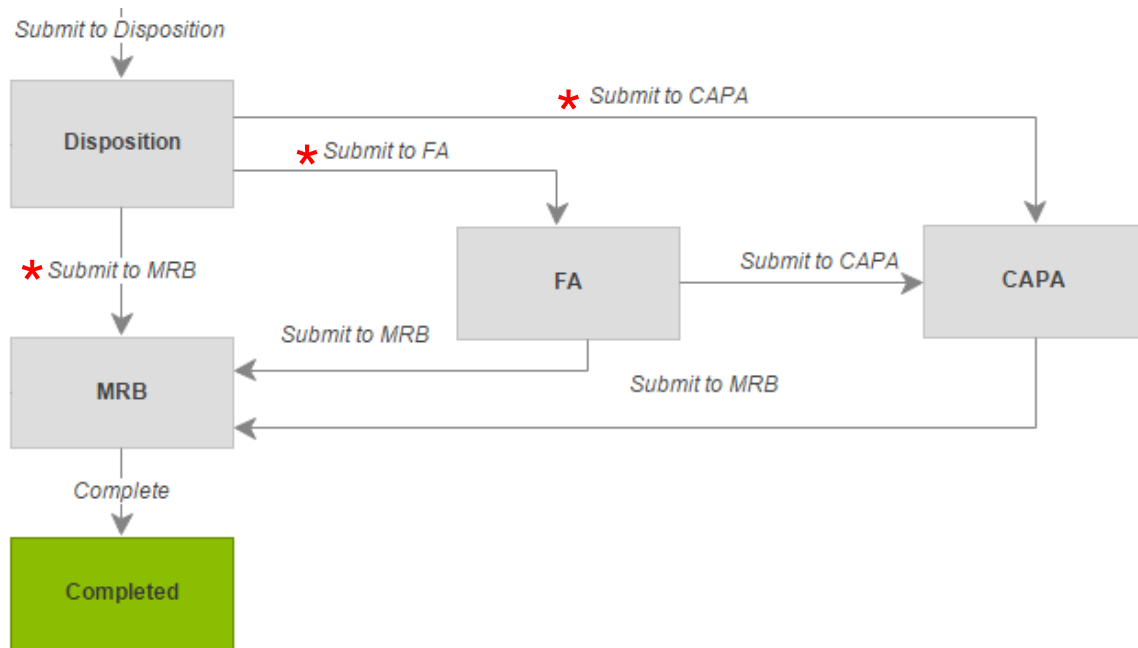 Submit to Disposition
* Submit to CAPA
Disposition
* Submit to FA
* Submit to MRB
Submit to CAPA
FA
CAPA
Submit to MRB
Submit to MRB
MRB
Complete
Completed